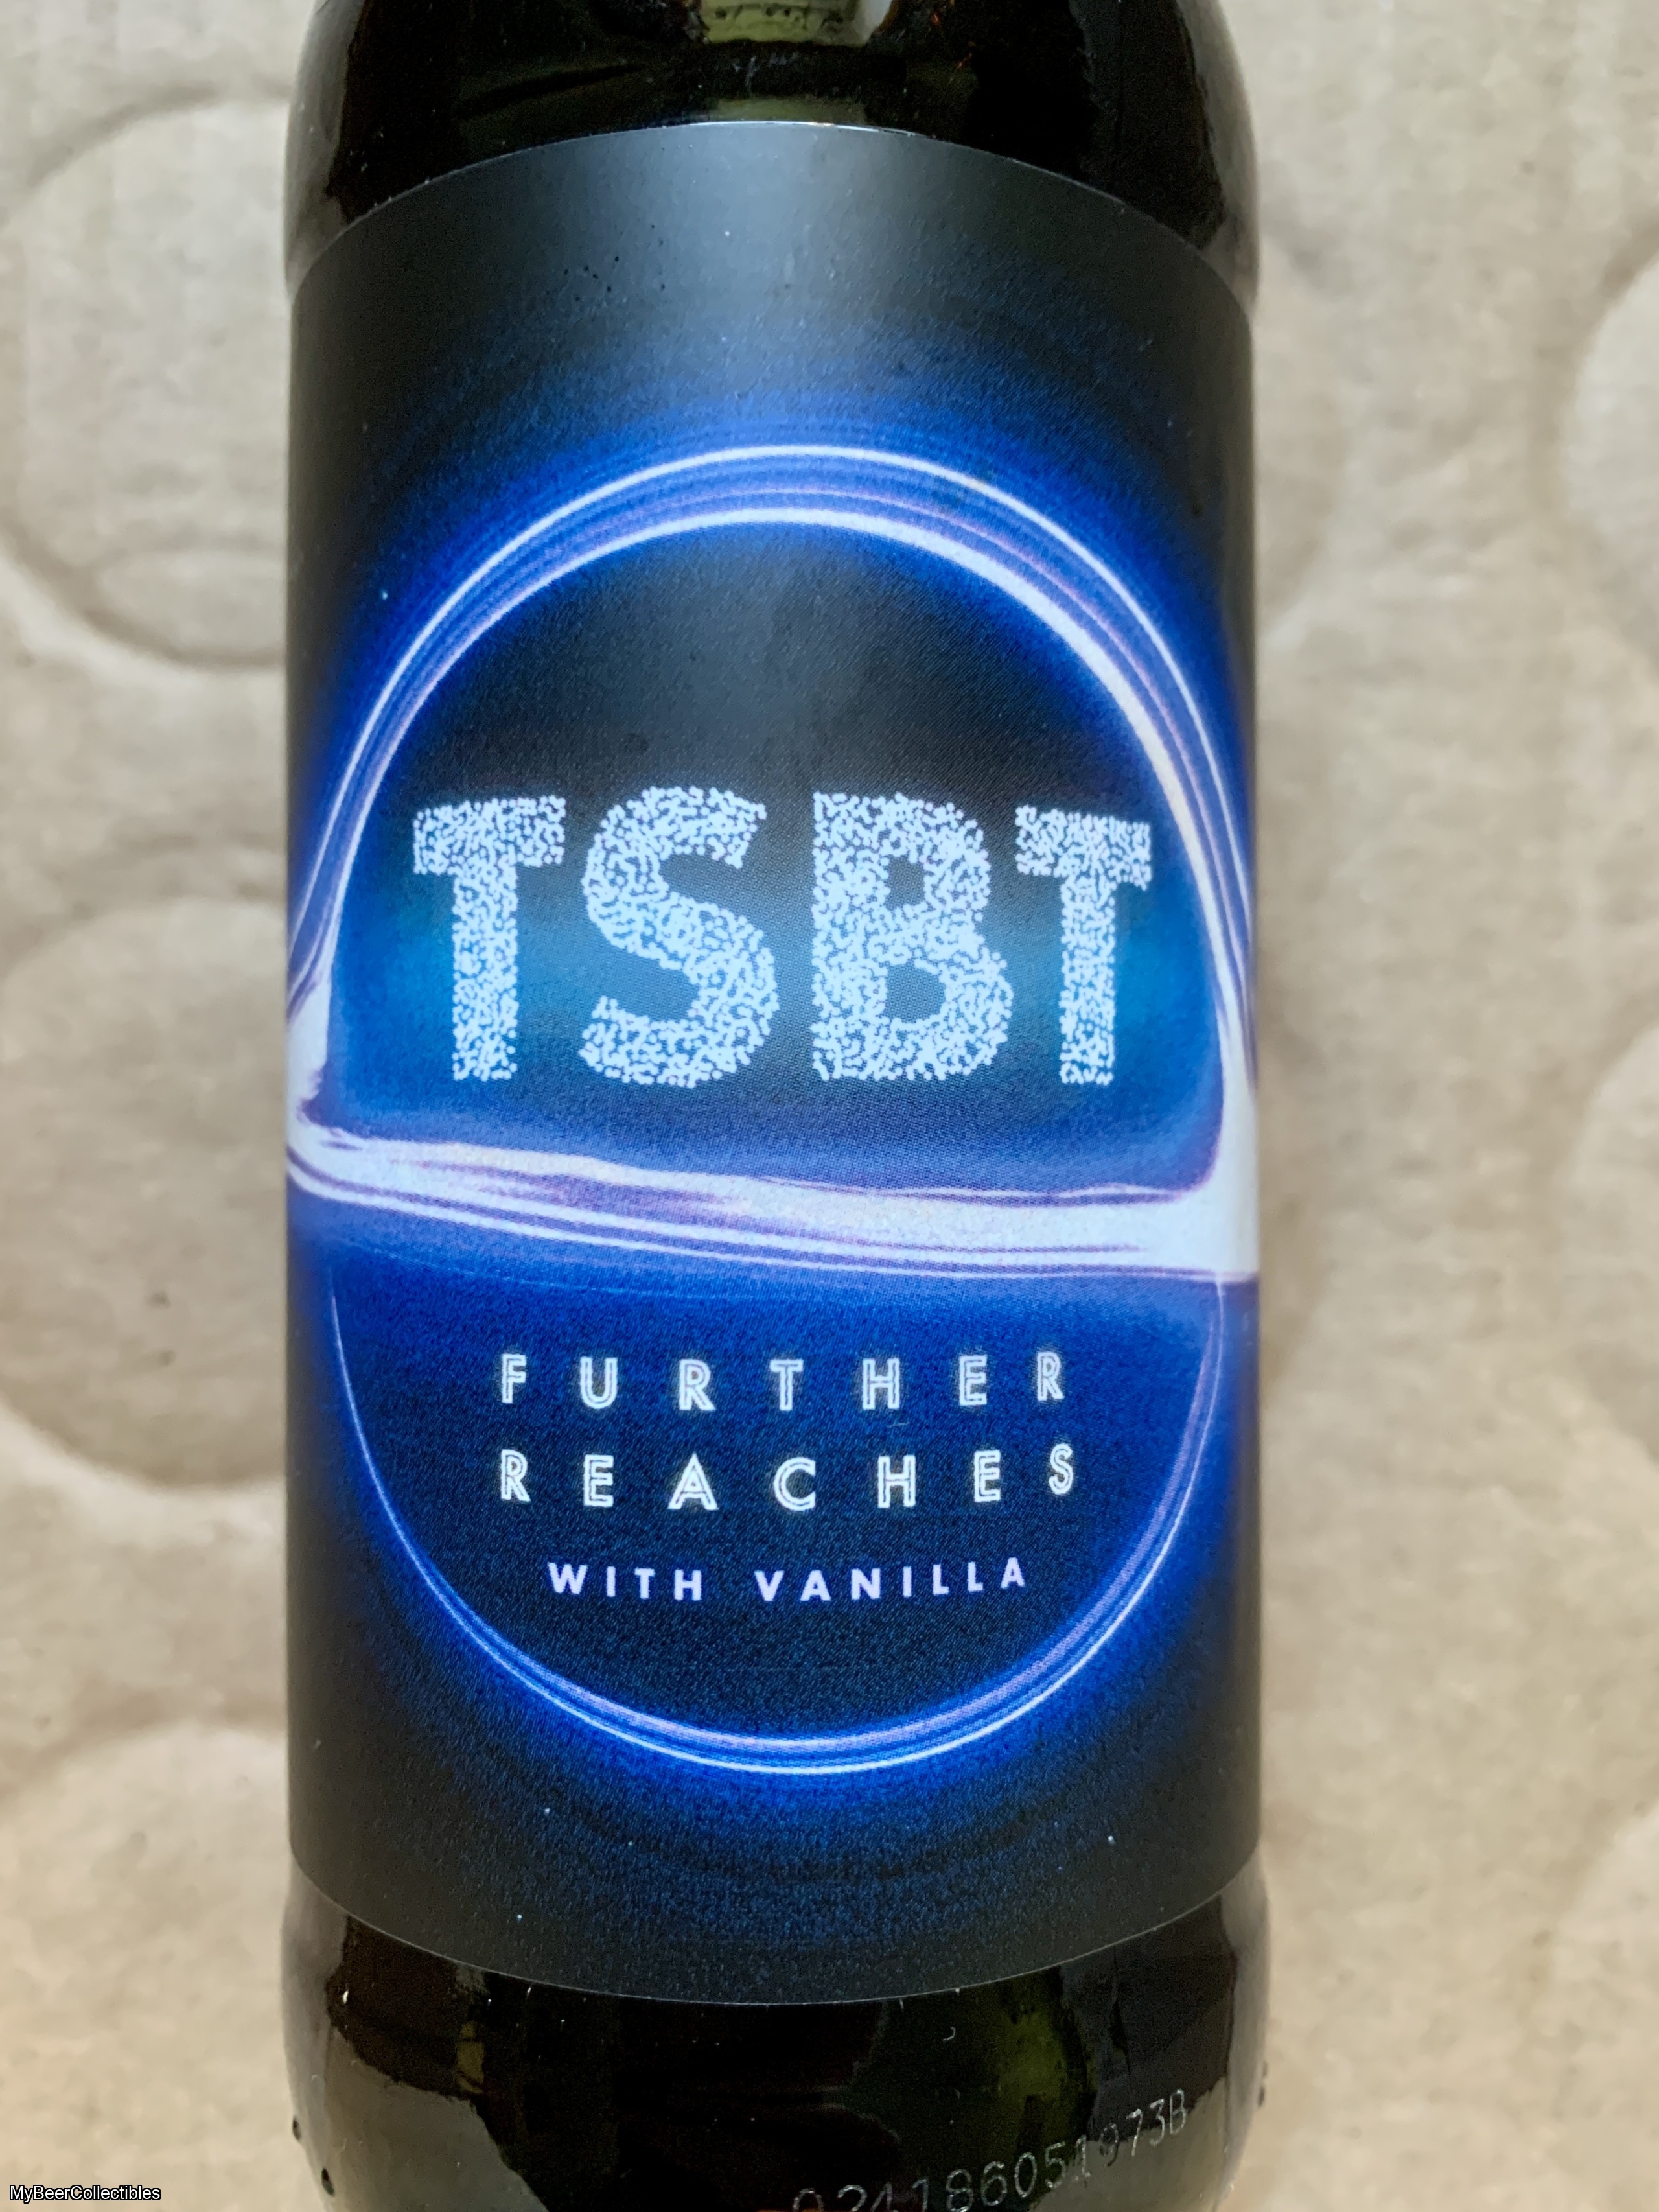 TSBT
FURTHER
REACHES
WITH VANILLA
MyBeerCollectibles